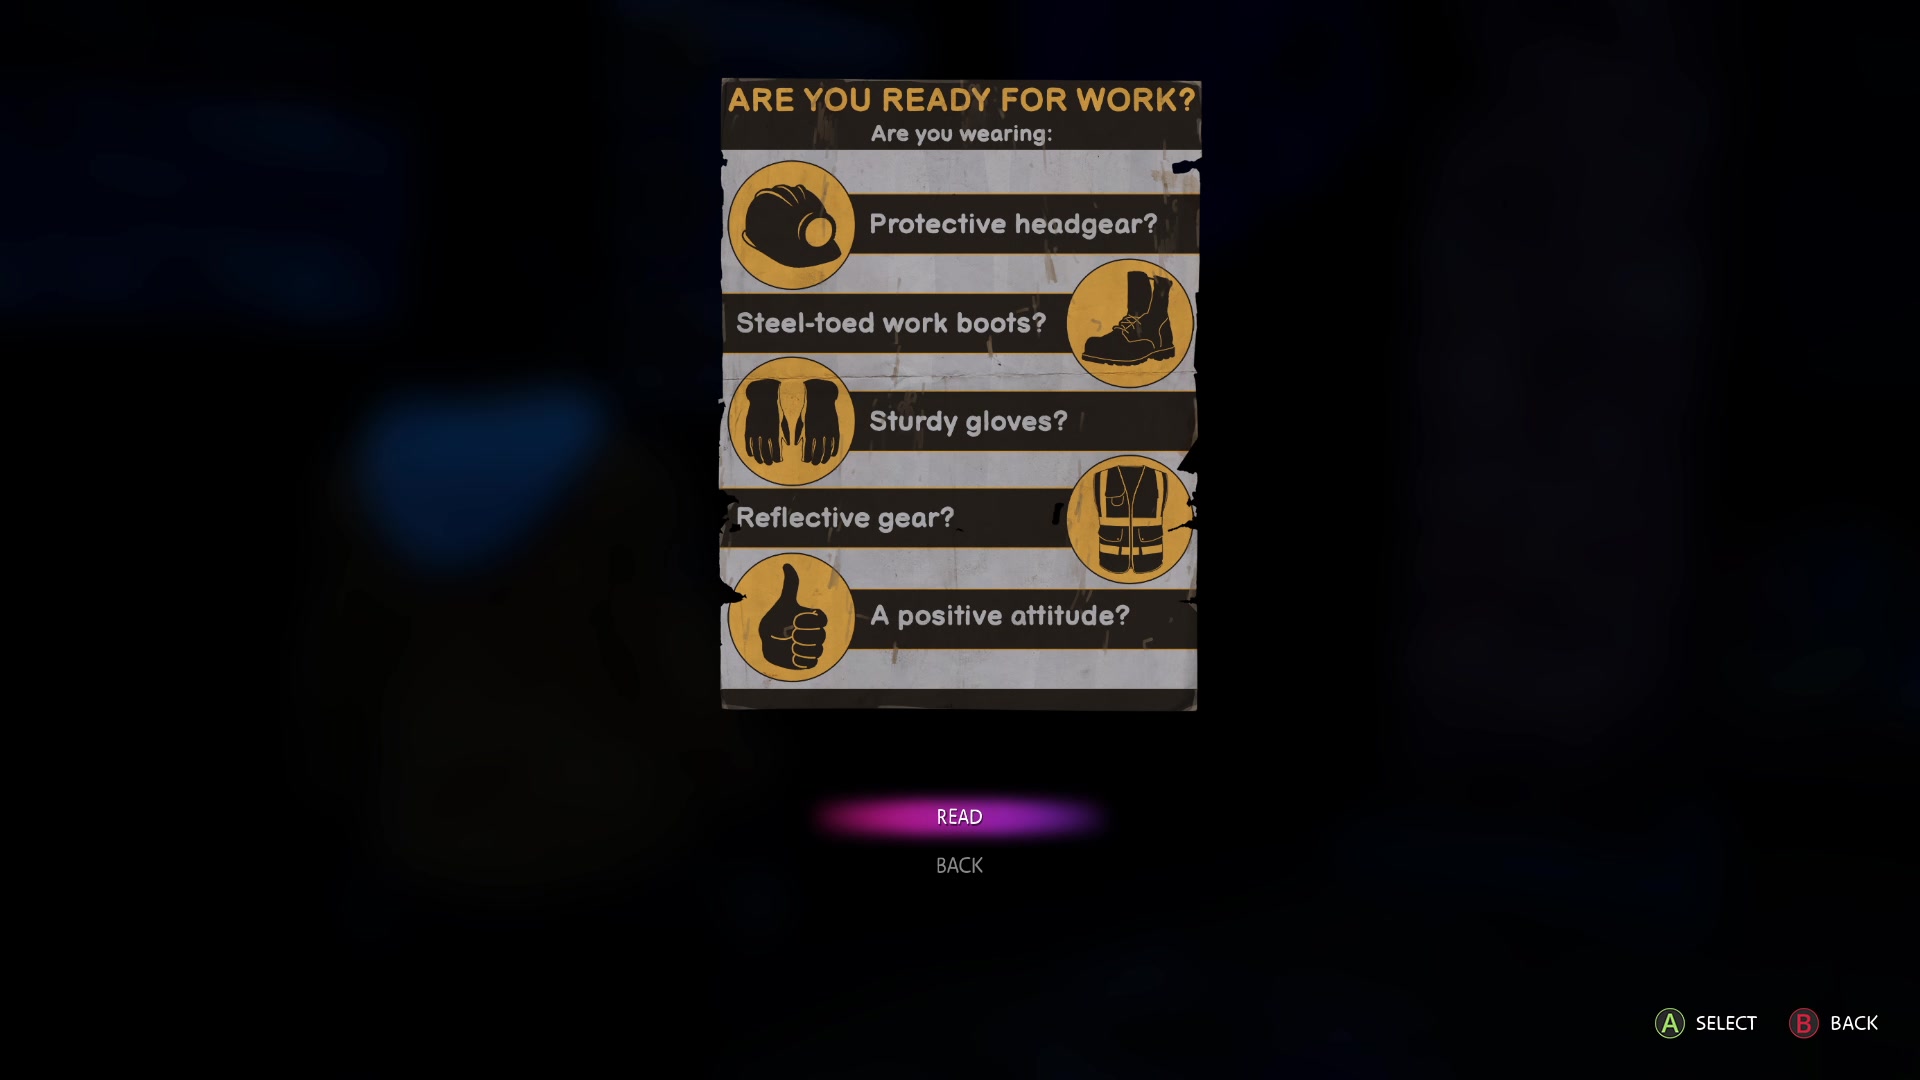 ARE YOU READY FOR WORK?
Are you wearing:
Protective headgear?
Steel-toed work boots?
Sturdy gloves?
Reflective gear?
A positive attitude?
READ
BACK
A SELECT B BACK